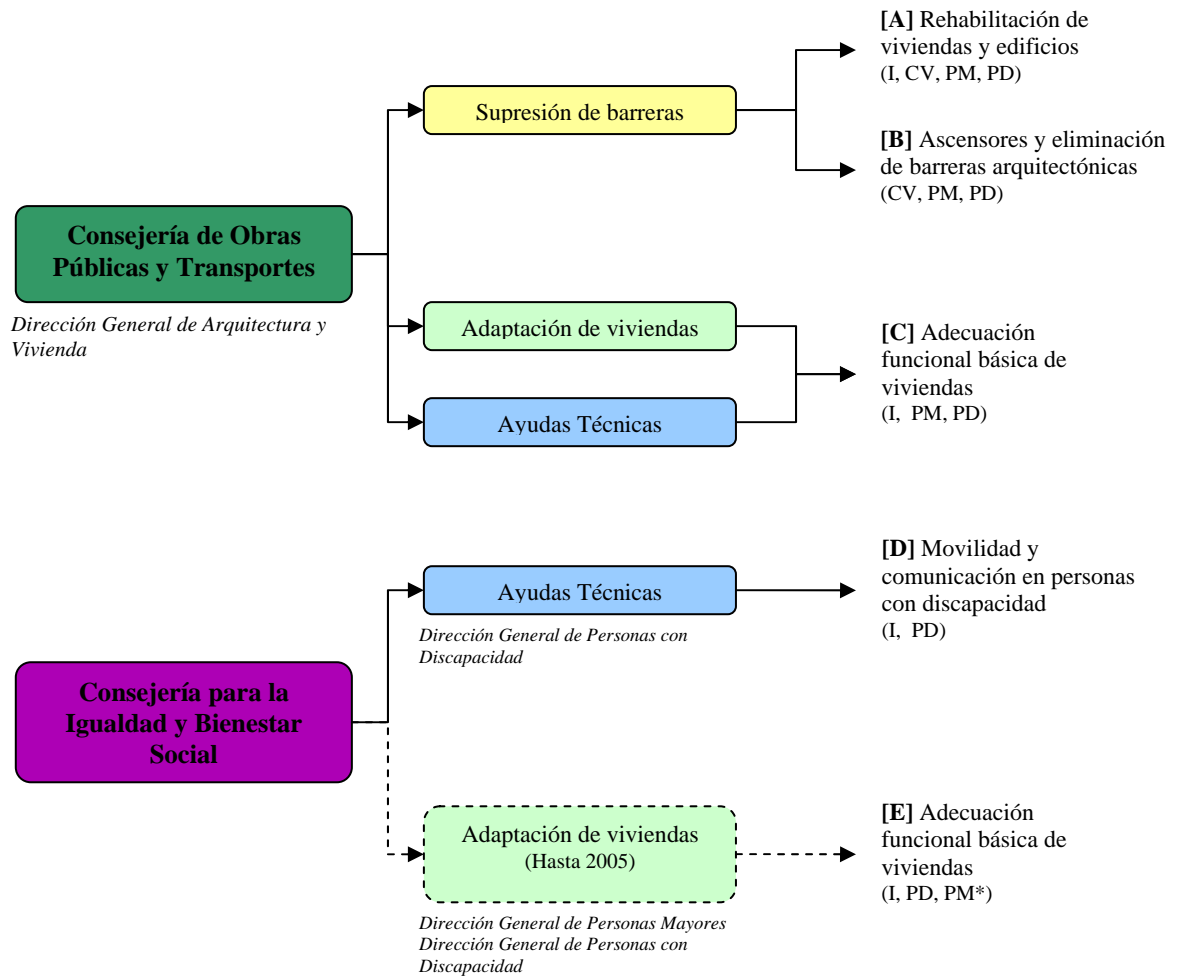 [A] Rehabilitación de
viviendas y edificios
(I, CV, PM, PD)
Supresión de barreras
[B] Ascensores y eliminación
de barreras arquitectónicas
(CV, PM, PD)
Consejería de Obras
Públicas y Transportes
Dirección General de Arquitectura y
Vivienda
Adaptación de viviendas
[C] Adecuación
funcional básica de
viviendas
(I, PM, PD)
Ayudas Técnicas
[D] Movilidad y
comunicación en personas
con discapacidad
(I, PD)
Ayudas Técnicas
Dirección General de Personas con
Discapacidad
Consejería para la
Igualdad y Bienestar
Social
Adaptación de viviendas
(Hasta 2005)
[E] Adecuación
funcional básica de
viviendas
(I, PD, PM*)
Dirección General de Personas Mayores
Dirección General de Personas con
Discapacidad